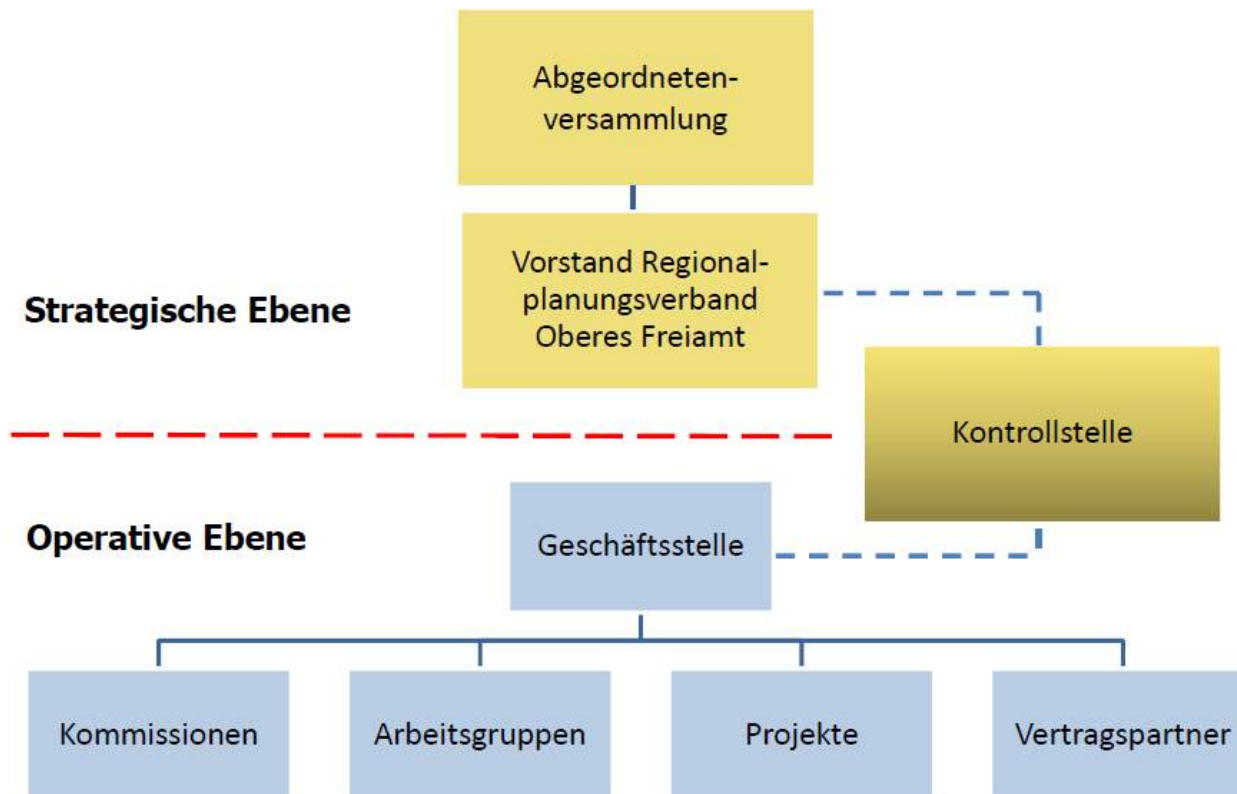 Abgeordneten-
versammlung
Vorstand Regional-
planungsverband
Oberes Freiamt
Strategische Ebene
Kontrollstelle
Operative Ebene
Geschäftsstelle
Kommissionen
Arbeitsgruppen
Projekte
Vertragspartner